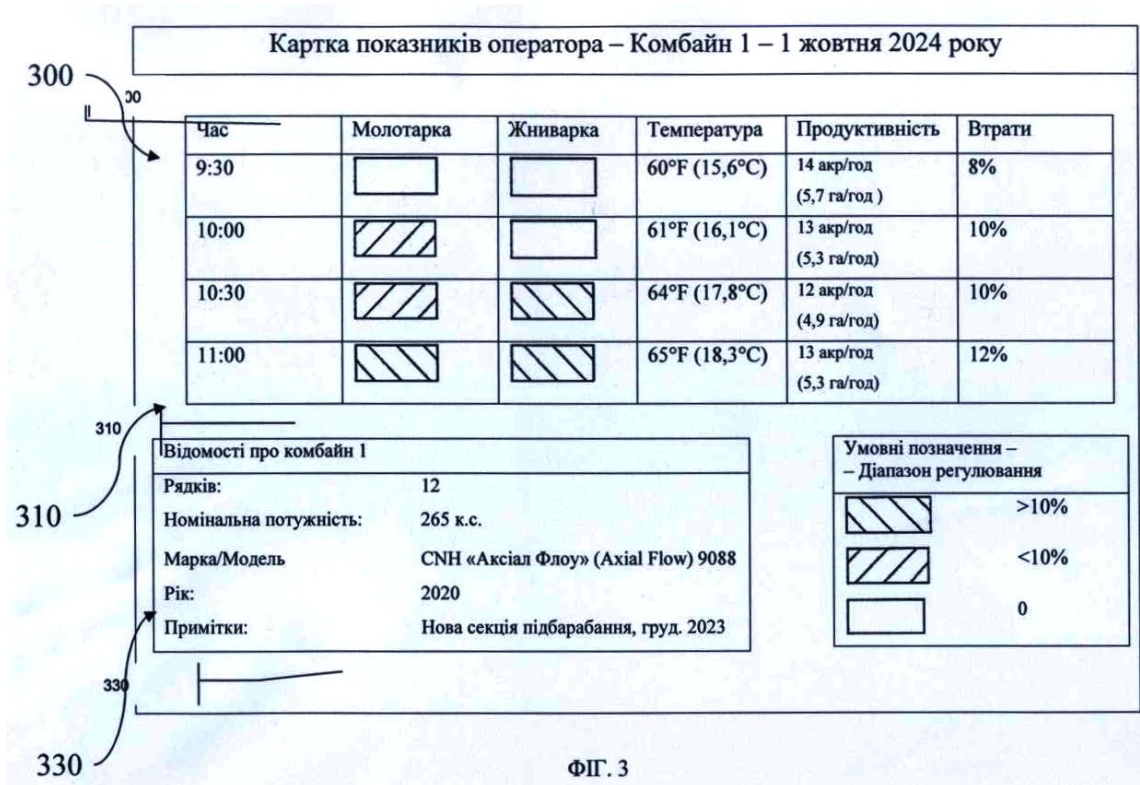 Картка показників оператора – Комбайн 1 – 1 жовтня 2024 року
300
00
Час Молотарка Жниварка Температура Продуктивність Втрати
9:30 60°F (15,6°C) 14 акр/год 8%
(5,7 га/год )
10:00 61°F (16,1°C) 13 акр/год 10%
(5,3 га/год)
10:30 64°F (17,8°C) 12 акр/год 10%
(4,9 га/год)
11:00 65°F (18,3°C) 13 акр/год 12%
(5,3 га/год)
310
310
Відомості про комбайн 1
Рядків: 12
Номінальна потужність: 265 к.с.
Марка/Модель CNH «Аксіал Флоу» (Axial Flow) 9088
Рік: 2020
Примітки: Нова секція підбарабання, груд. 2023
Умовні позначення –
– Діапазон регулювання
>10%
<10%
0
330
330
ФІГ. 3